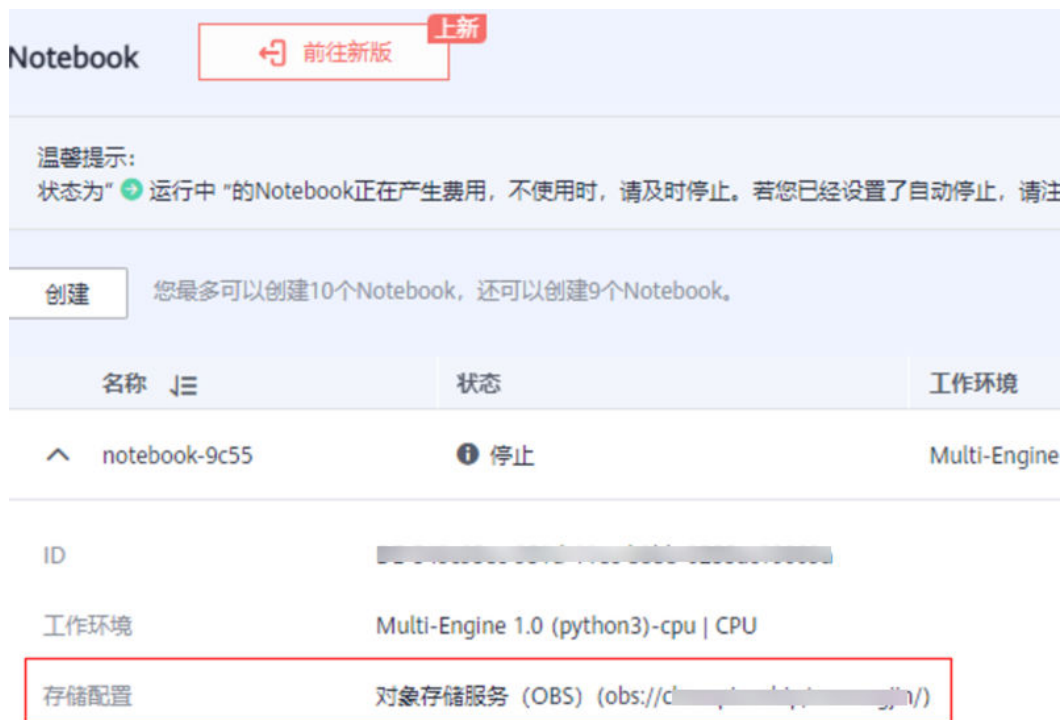 Notebook
前往新版
上新
温馨提示:
状态为“ 运行中 ”的Notebook正在产生费用，不使用时，请及时停止。若您已经设置了自动停止，请注
创建
您最多可以创建10个Notebook，还可以创建9个Notebook。
名称 状态 工作环境
notebook-9c55 停止 Multi-Engine
ID
工作环境 Multi-Engine 1.0 (python3)-cpu | CPU
存储配置 对象存储服务（OBS）(obs://